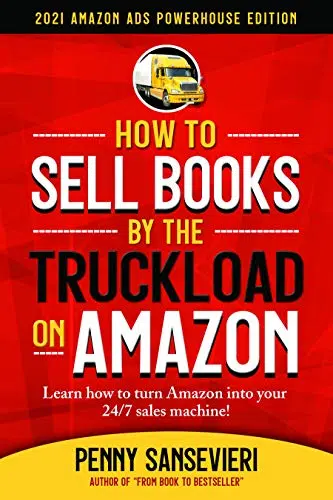 2021 AMAZON ADS POWERHOUSE EDITION
HOW TO
SELL BOOKS
BY THE
TRUCKLOAD
ON AMAZON
Learn how to turn Amazon into your
24/7 sales machine!
PENNY SANSEVIERI
AUTHOR OF "FROM BOOK TO BESTSELLER"